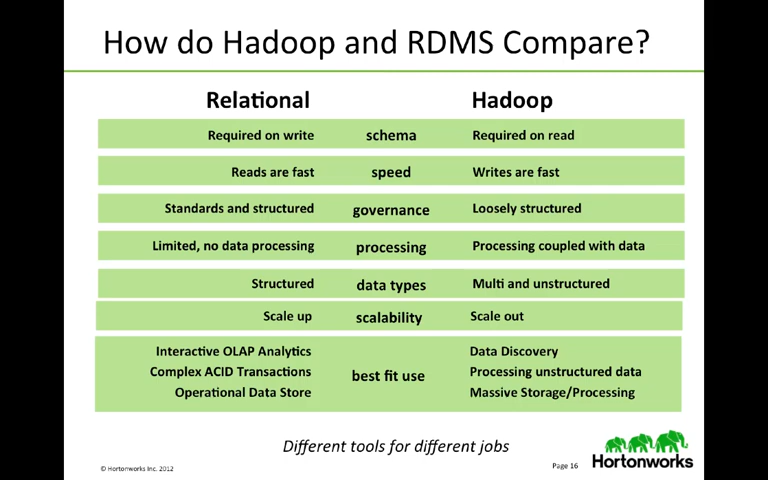 How do Hadoop and RDMS Compare?
Relational Hadoop
Required on write schema Required on read
Reads are fast speed Writes are fast
Standards and structured governance Loosely structured
Limited, no data processing processing Processing coupled with data
Structured data types Multi and unstructured
Scale up scalability Scale out
Interactive OLAP Analytics Data Discovery
Complex ACID Transactions best fit use Processing unstructured data
Operational Data Store Massive Storage/Processing
Different tools for different jobs
© Hortonworks Inc. 2012 Page 16 Hortonworks